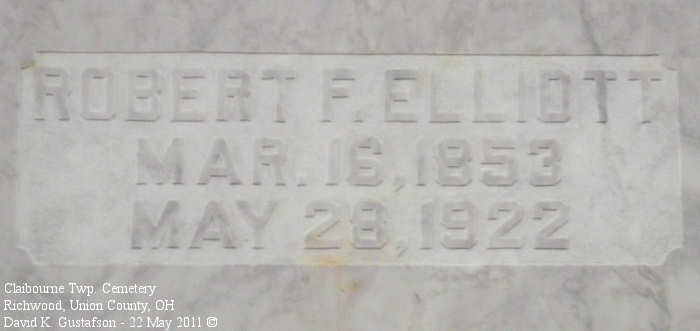 ROBERT F. ELLIOTT
MAR. 16, 1853
MAY 28, 1922
Claibourne Twp. Cemetery
Richwood, Union County, OH
David K. Gustafson - 22 May 2011 ©